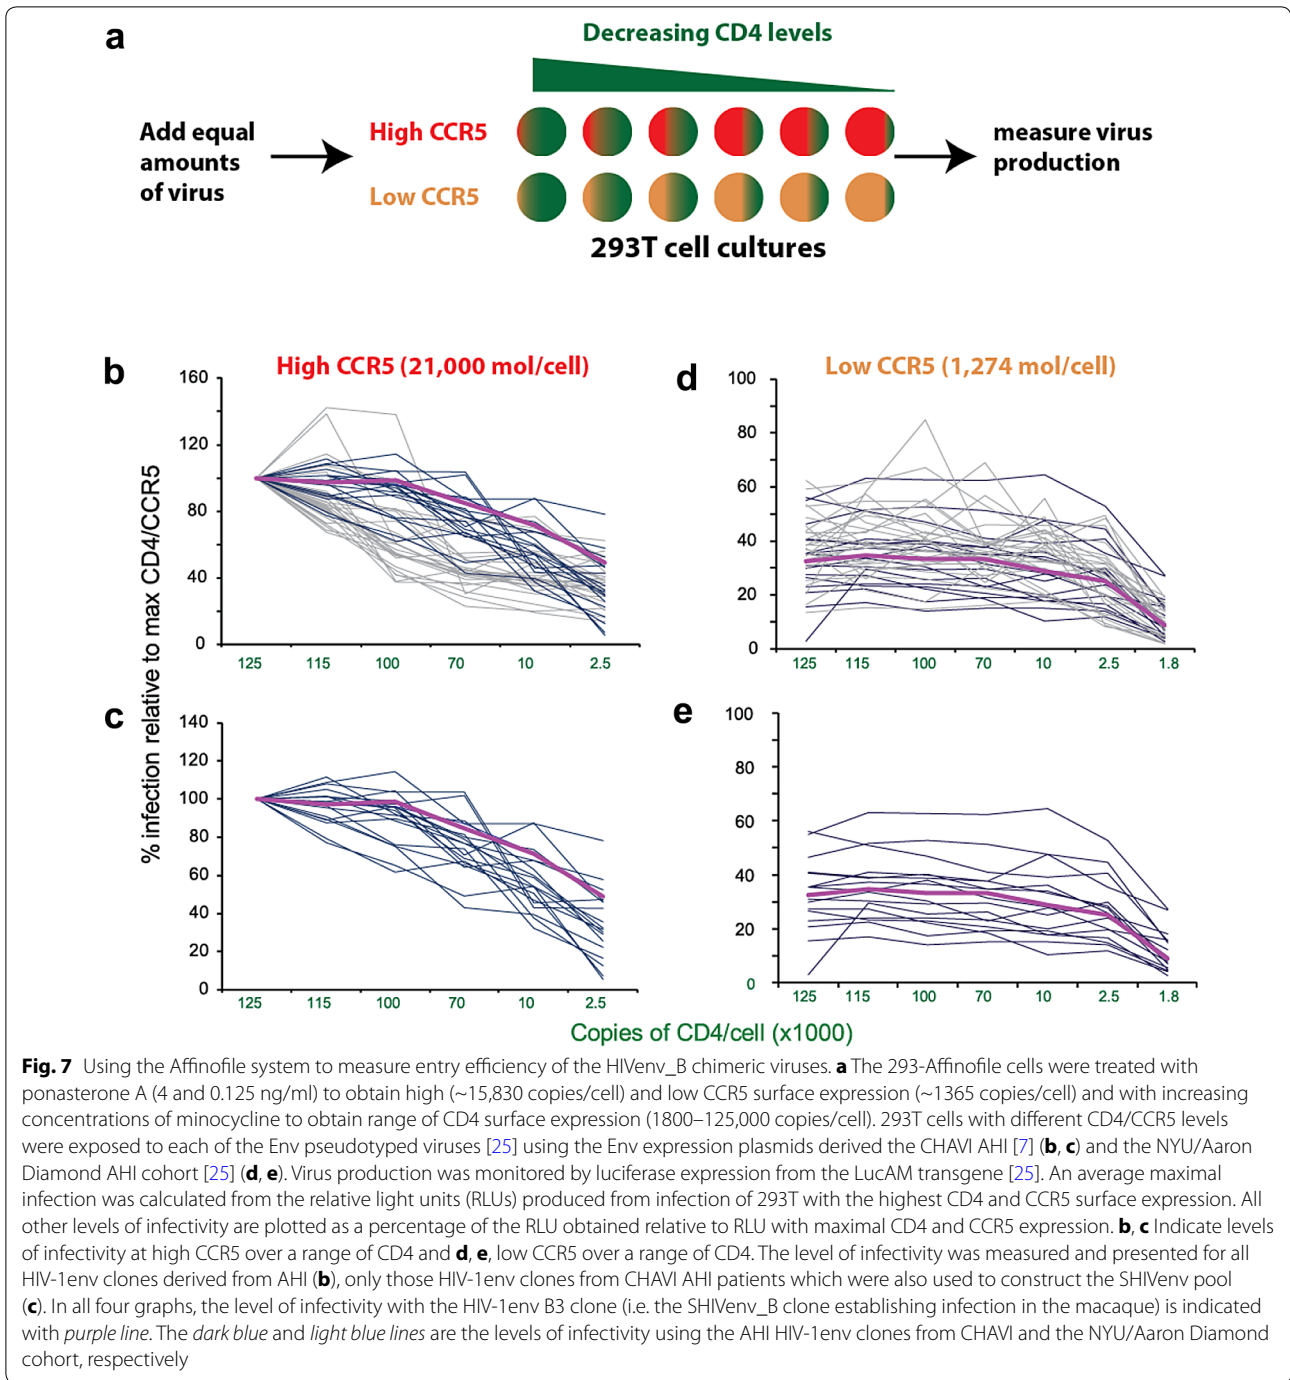 a
Decreasing CD4 levels
Add equal
amounts
of virus
High CCR5
Low CCR5
measure virus
production
293T cell cultures
b
High CCR5 (21,000 mol/cell)
160
120
80
40
0
125 115 100 70 10 2.5
d
Low CCR5 (1,274 mol/cell)
100
80
60
40
20
0
125 115 100 70 10 2.5 1.8
% infection relative to max CD4/CCR5
c
140
120
100
80
60
40
20
0
125 115 100 70 10 2.5
e
100
80
60
40
20
0
125 115 100 70 10 2.5 1.8
Copies of CD4/cell (x1000)
Fig. 7 Using the Affinofile system to measure entry efficiency of the HIVenv_B chimeric viruses. a The 293-Affinofile cells were treated with
ponasterone A (4 and 0.125 ng/ml) to obtain high (~15,830 copies/cell) and low CCR5 surface expression (~1365 copies/cell) and with increasing
concentrations of minocycline to obtain range of CD4 surface expression (1800–125,000 copies/cell). 293T cells with different CD4/CCR5 levels
were exposed to each of the Env pseudotyped viruses [25] using the Env expression plasmids derived the CHAVI AHI [7] (b, c) and the NYU/Aaron
Diamond AHI cohort [25] (d, e). Virus production was monitored by luciferase expression from the LucAM transgene [25]. An average maximal
infection was calculated from the relative light units (RLUs) produced from infection of 293T with the highest CD4 and CCR5 surface expression. All
other levels of infectivity are plotted as a percentage of the RLU obtained relative to RLU with maximal CD4 and CCR5 expression. b, c Indicate levels
of infectivity at high CCR5 over a range of CD4 and d, e, low CCR5 over a range of CD4. The level of infectivity was measured and presented for all
HIV-1env clones derived from AHI (b), only those HIV-1env clones from CHAVI AHI patients which were also used to construct the SHIVenv pool
(c). In all four graphs, the level of infectivity with the HIV-1env B3 clone (i.e. the SHIVenv_B clone establishing infection in the macaque) is indicated
with purple line. The dark blue and light blue lines are the levels of infectivity using the AHI HIV-1env clones from CHAVI and the NYU/Aaron Diamond
cohort, respectively